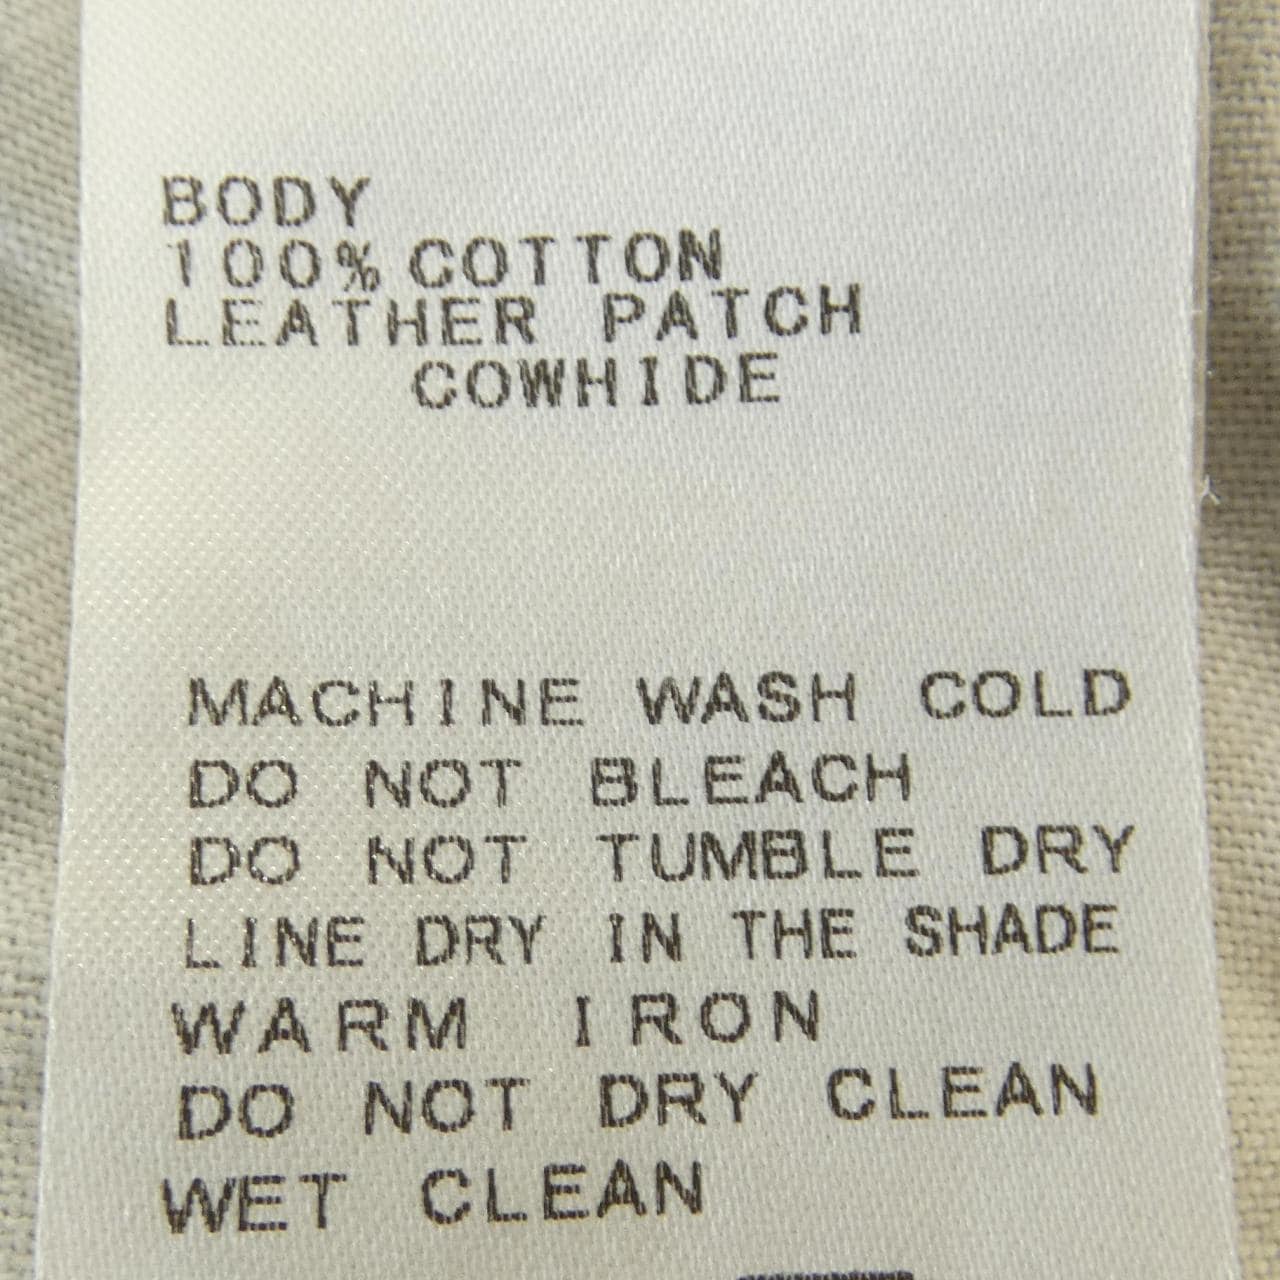 BODY
100% COTTON
LEATHER PATCH
COWHIDE
MACHINE WASH COLD
DO NOT BLEACH
DO NOT TUMBLE DRY
LINE DRY IN THE SHADE
WARM IRON
DO NOT DRY CLEAN
WET CLEAN